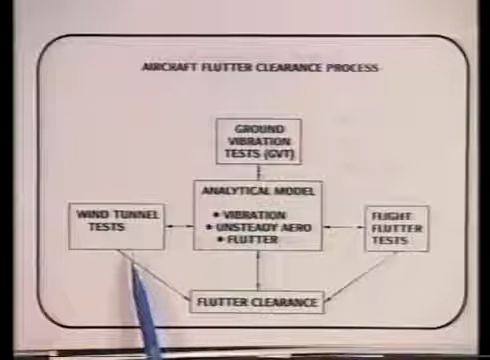 AIRCRAFT FLUTTER CLEARANCE PROCESS
GROUND
VIBRATION
TESTS (GVT)
ANALYTICAL MODEL
• VIBRATION
• UNSTEADY AERO
• FLUTTER
WIND TUNNEL
TESTS
FLIGHT
FLUTTER
TESTS
FLUTTER CLEARANCE